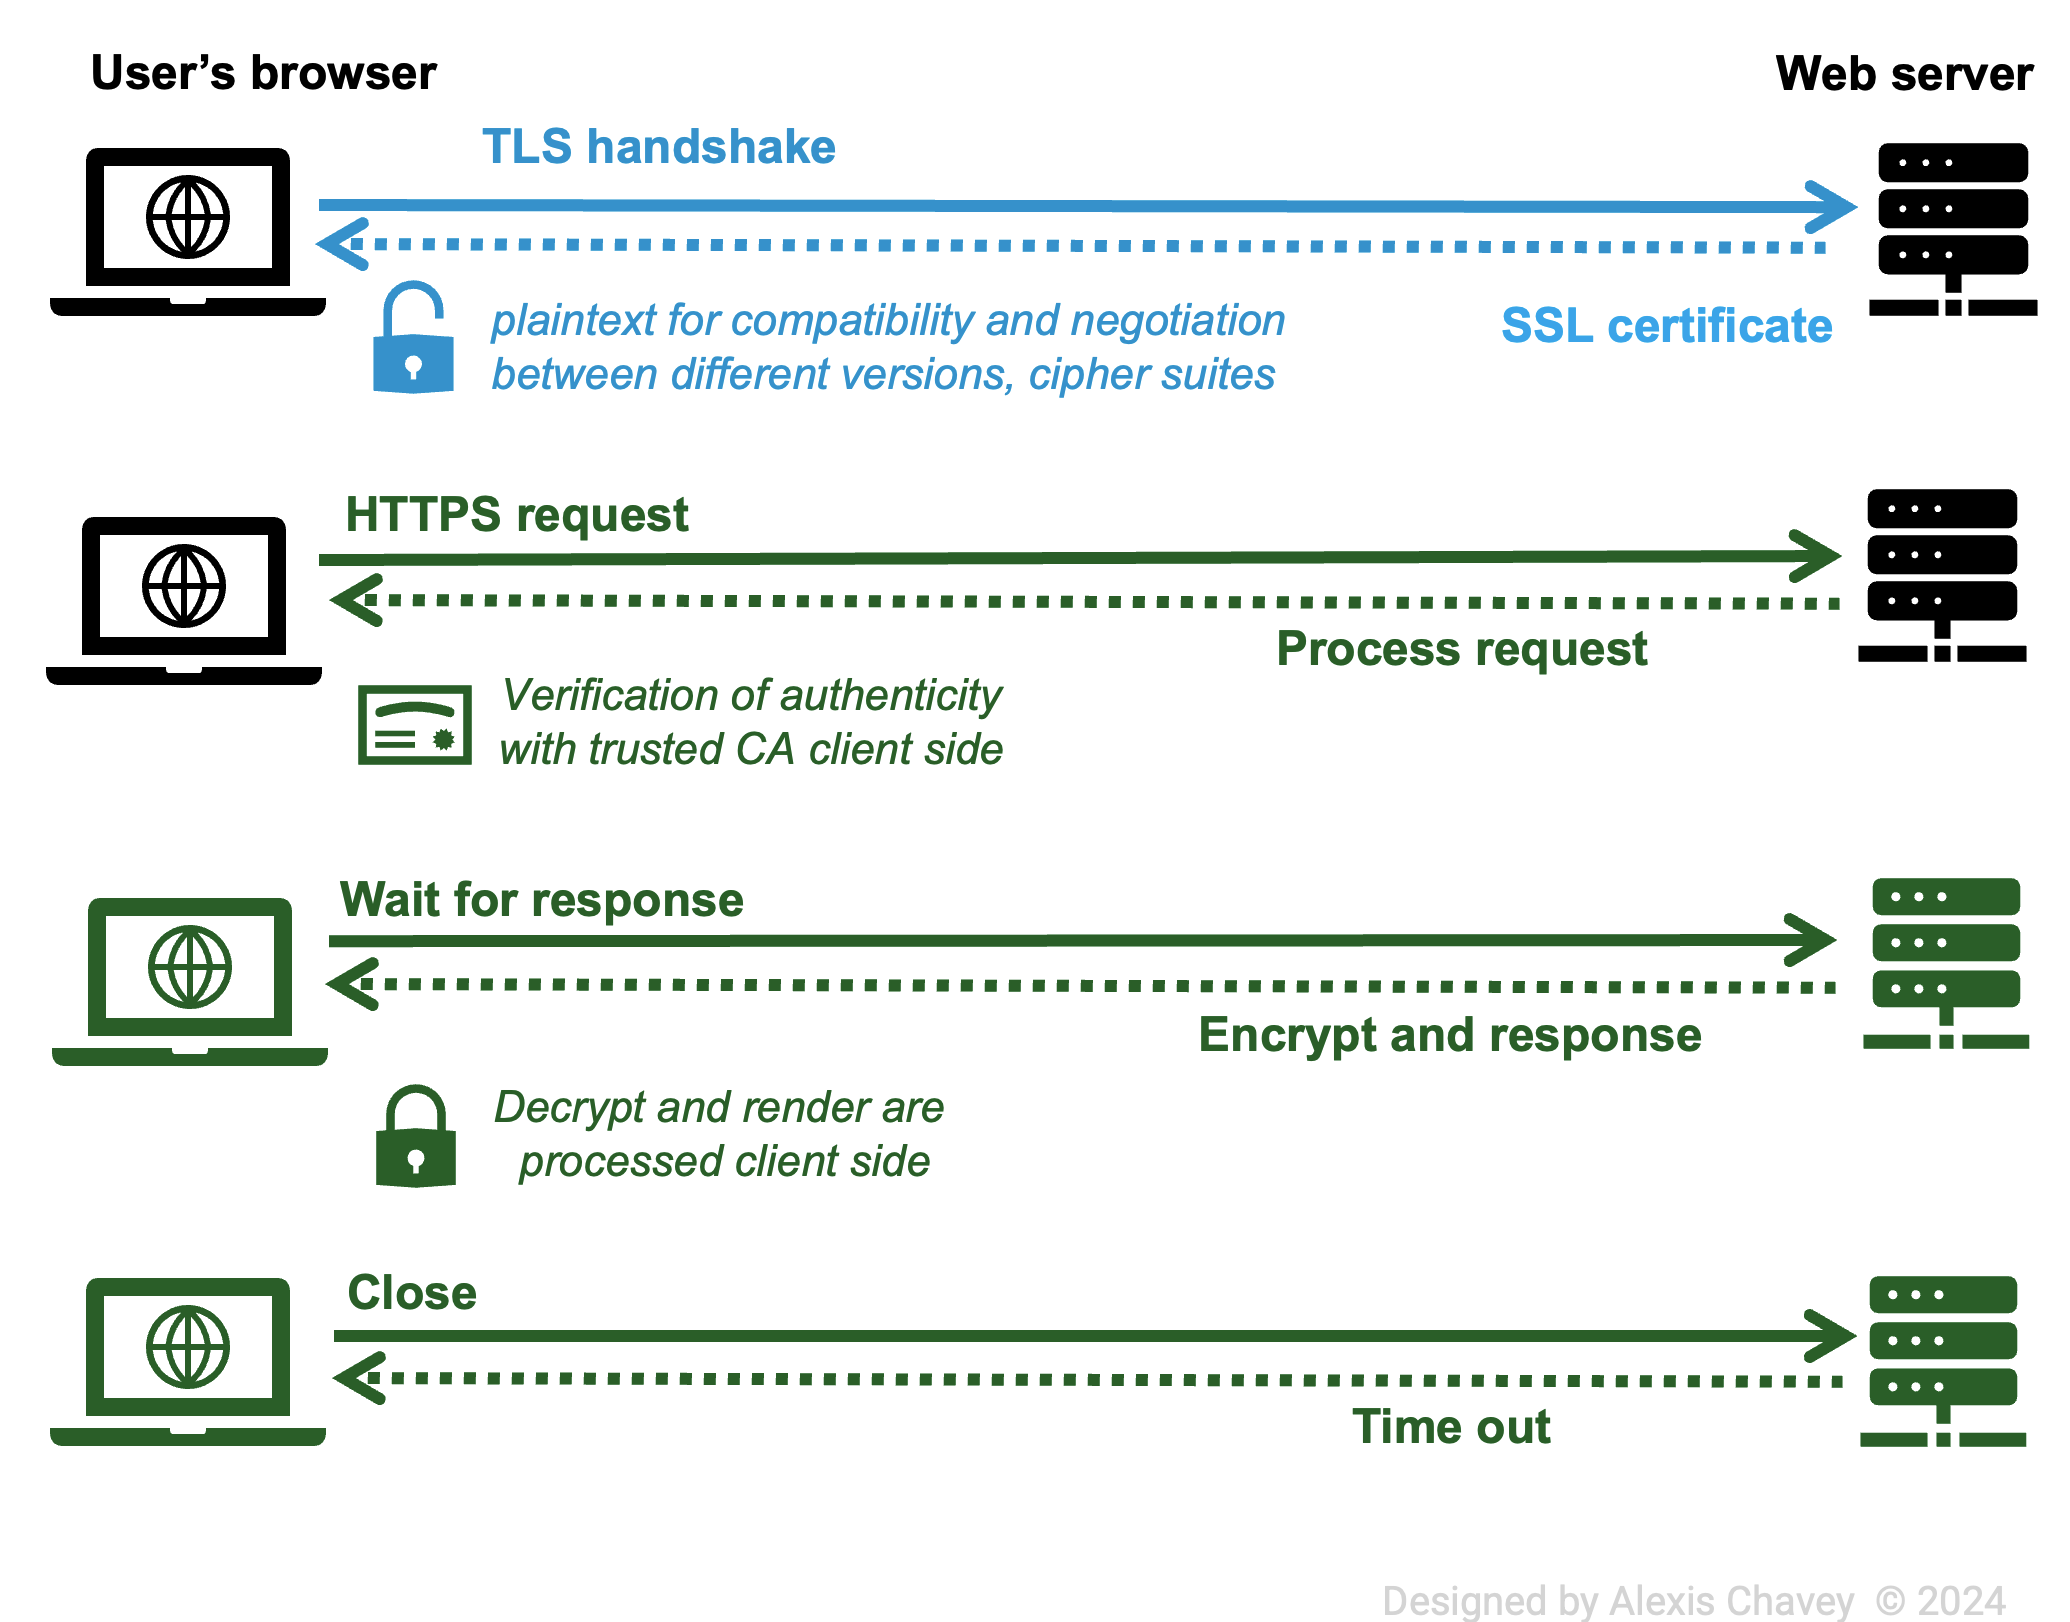 User’s browser
Web server
TLS handshake
SSL certificate
plaintext for compatibility and negotiation
between different versions, cipher suites
HTTPS request
Process request
Verification of authenticity
with trusted CA client side
Wait for response
Encrypt and response
Decrypt and render are
processed client side
Close
Time out
Designed by Alexis Chavey © 2024